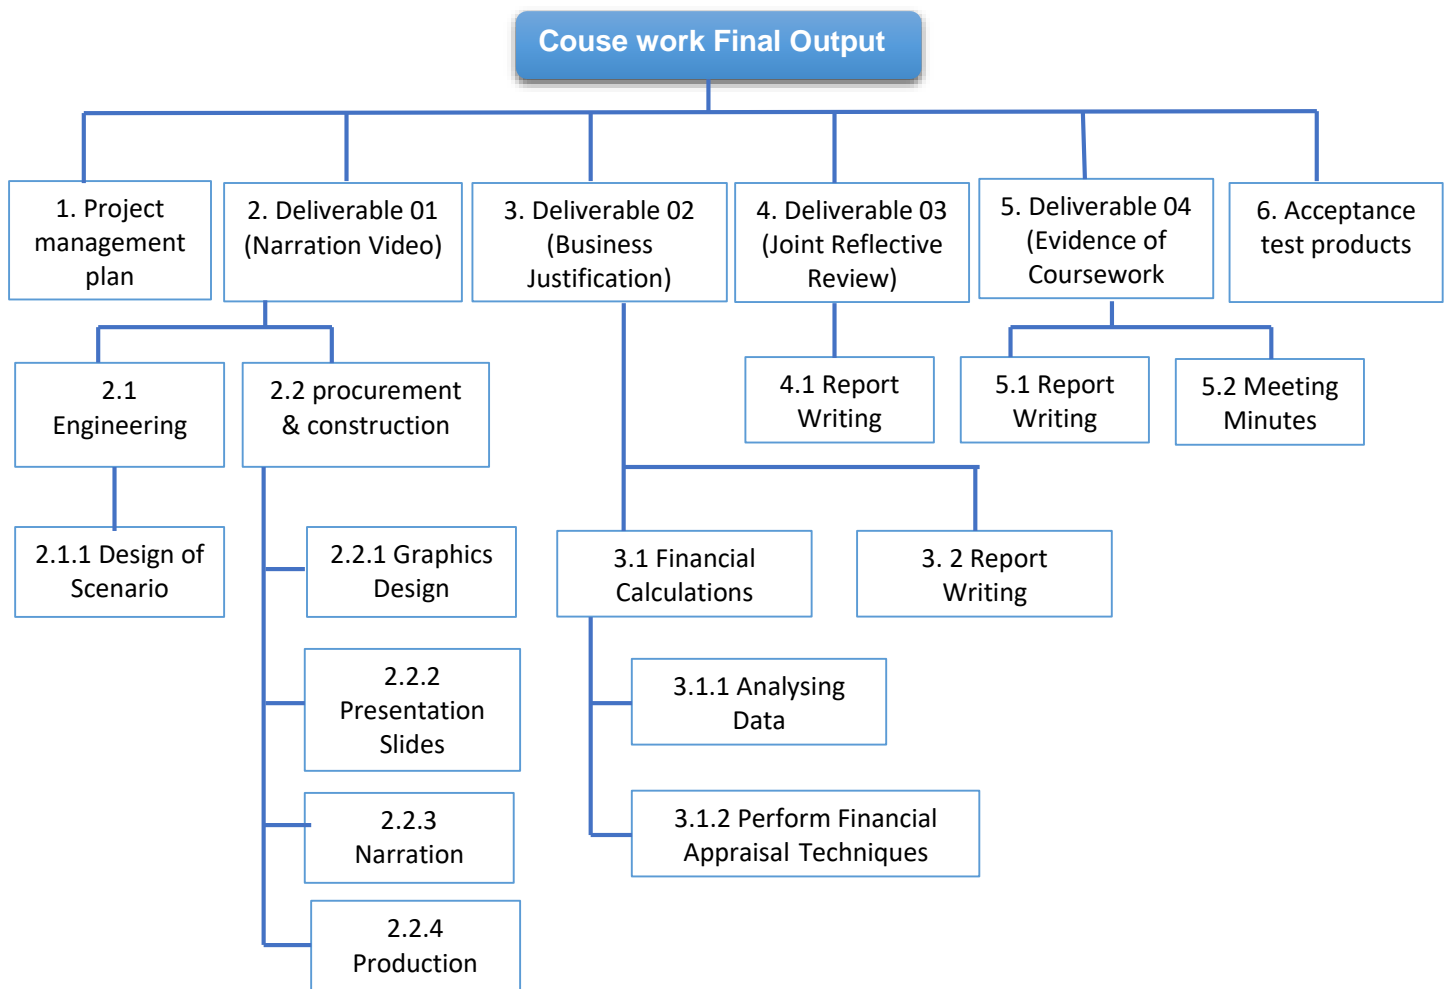 Couse work Final Output
1. Project
management
plan
2. Deliverable 01
(Narration Video)
3. Deliverable 02
(Business
Justification)
4. Deliverable 03
(Joint Reflective
Review)
5. Deliverable 04
(Evidence of
Coursework
6. Acceptance
test products
2.1
Engineering
2.2 procurement
& construction
4.1 Report
Writing
5.1 Report
Writing
5.2 Meeting
Minutes
2.1.1 Design of
Scenario
2.2.1 Graphics
Design
3.1 Financial
Calculations
3. 2 Report
Writing
2.2.2
Presentation
Slides
3.1.1 Analysing
Data
2.2.3
Narration
3.1.2 Perform Financial
Appraisal Techniques
2.2.4
Production